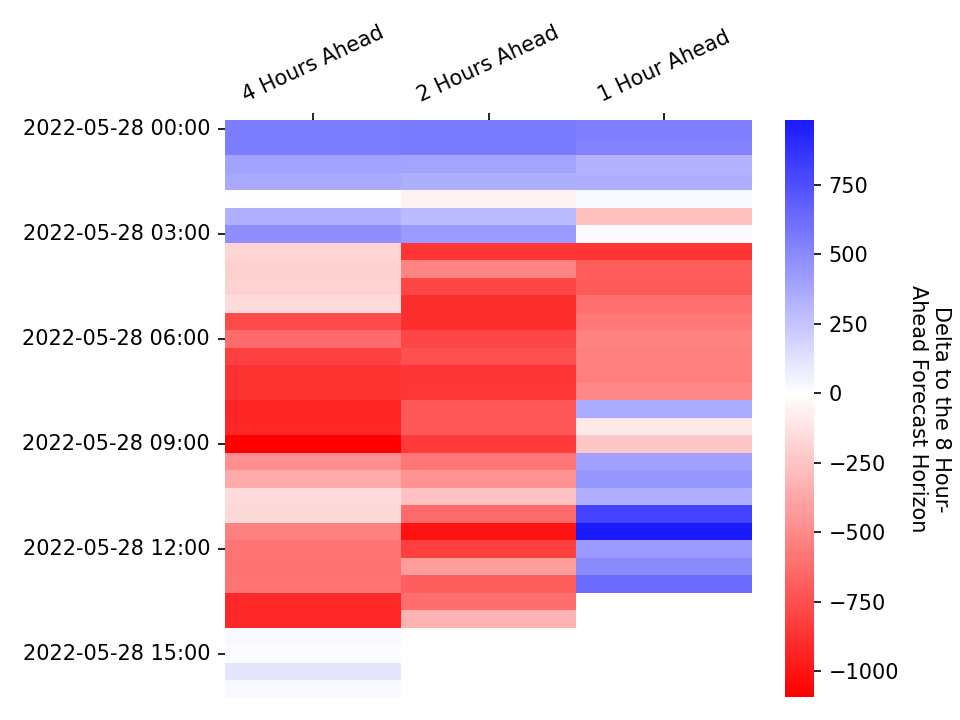 4 Hours Ahead
2 Hours Ahead
1 Hour Ahead
2022-05-28 00:00
2022-05-28 03:00
2022-05-28 06:00
2022-05-28 09:00
2022-05-28 12:00
2022-05-28 15:00
750
500
250
0
−250
−500
−750
−1000
Delta to the 8 Hour-
Ahead Forecast Horizon